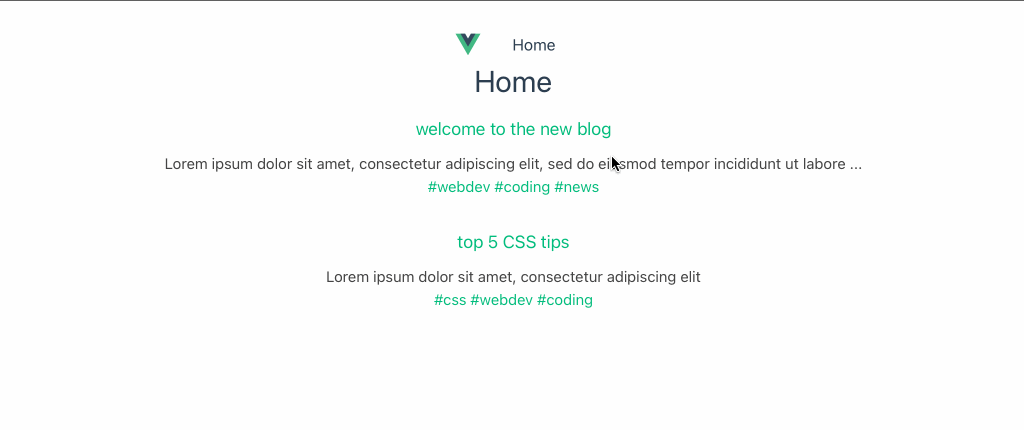 Home
Home
welcome to the new blog
Lorem ipsum dolor sit amet, consectetur adipiscing elit, sed do eiusmod tempor incididunt ut labore ...
#webdev #coding #news
top 5 CSS tips
Lorem ipsum dolor sit amet, consectetur adipiscing elit
#css #webdev #coding